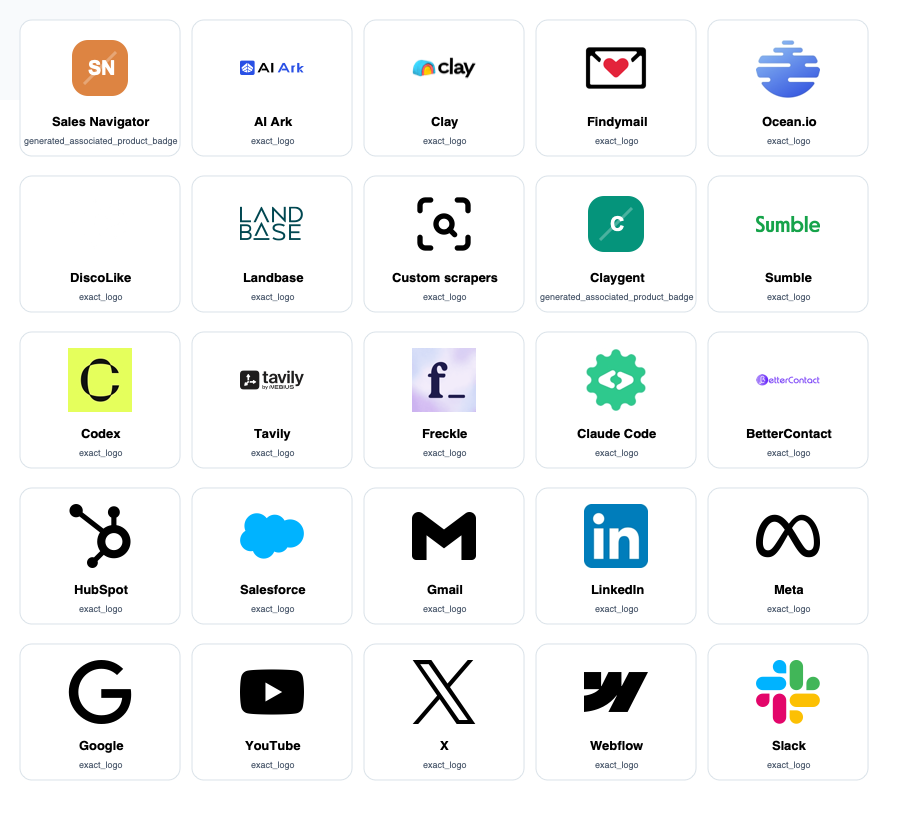 SN
Sales Navigator
generated_associated_product_badge
AI Ark
AI Ark
exact_logo
clay
Clay
exact_logo
Findymail
exact_logo
Ocean.io
exact_logo
DiscoLike
exact_logo
LAND
BASE
Landbase
exact_logo
Custom scrapers
exact_logo
C
Claygent
generated_associated_product_badge
Sumble
Sumble
exact_logo
C
Codex
exact_logo
tavily
by NEBIUS
Tavily
exact_logo
f_
Freckle
exact_logo
Claude Code
exact_logo
BetterContact
BetterContact
exact_logo
HubSpot
exact_logo
Salesforce
exact_logo
M
Gmail
exact_logo
in
LinkedIn
exact_logo
Meta
exact_logo
G
Google
exact_logo
YouTube
exact_logo
X
X
exact_logo
W
Webflow
exact_logo
Slack
exact_logo